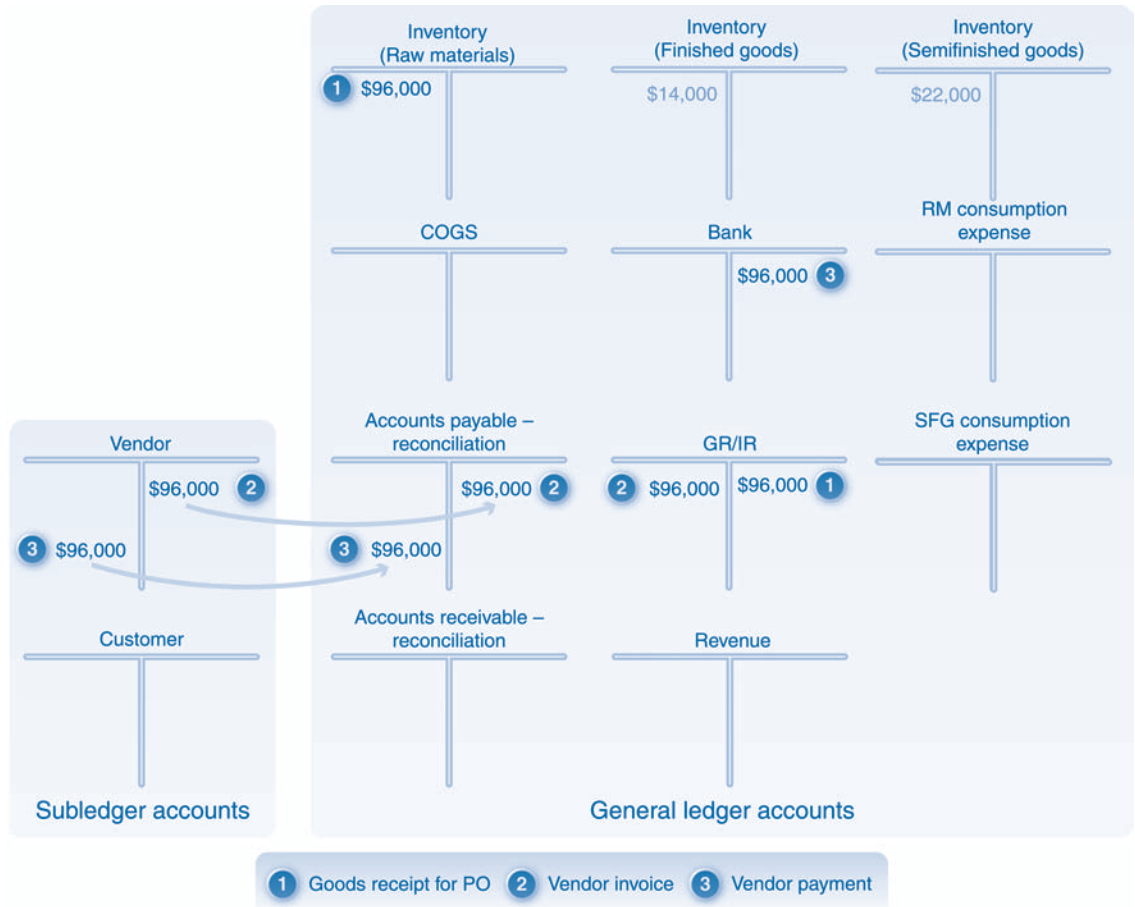 Inventory
(Raw materials)
Inventory
(Finished goods)
Inventory
(Semifinished goods)
1 $96,000
$14,000
$22,000
COGS
Bank
RM consumption
expense
$96,000 3
Vendor
Accounts payable –
reconciliation
GR/IR
SFG consumption
expense
$96,000 2
$96,000 2
2 $96,000
$96,000 1
3 $96,000
3 $96,000
Customer
Accounts receivable –
reconciliation
Revenue
Subledger accounts
General ledger accounts
1 Goods receipt for PO 2 Vendor invoice 3 Vendor payment